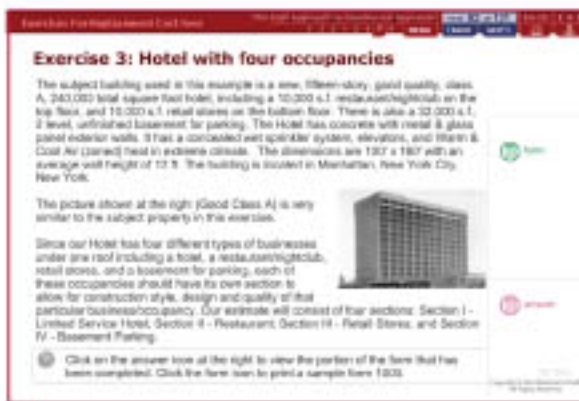 Exercise 3: Hotel with four occupancies
The subject building used in this example is a new, fifteen-story, good quality, class
A, 240,000 total square foot hotel, including a 10,000 s.f. restaurant/nightclub on the
top floor, and 10,000 s.f. retail stores on the bottom floor. There is also a 32,000 s.f.,
2 level, unfinished basement for parking. The Hotel has concrete with metal & glass
panel exterior walls. It has a concealed wet sprinkler system, elevators, and Warm &
Cool Air (zoned) heat in extreme climate. The dimensions are
average wall height of 12 ft. The building is located in Manhattan, New York City,
New York.
The picture shown at the right (Good Class A) is very
similar to the subject property in this exercise.
Since our Hotel has four different types of businesses
under one roof including a hotel, a restaurant/nightclub,
retail stores, and a basement for parking, each of
these occupancies should have its own section to
allow for construction style, design and quality of that
particular business/occupancy. Our estimate will consist of four sections: Section I -
Limited Service Hotel, Section II - Restaurant, Section III - Retail Stores, and Section
IV - Basement Parking.
Click on the answer icon at the right to view the portion of the form that has
been completed. Click the form icon to print a sample form 1003.
answer